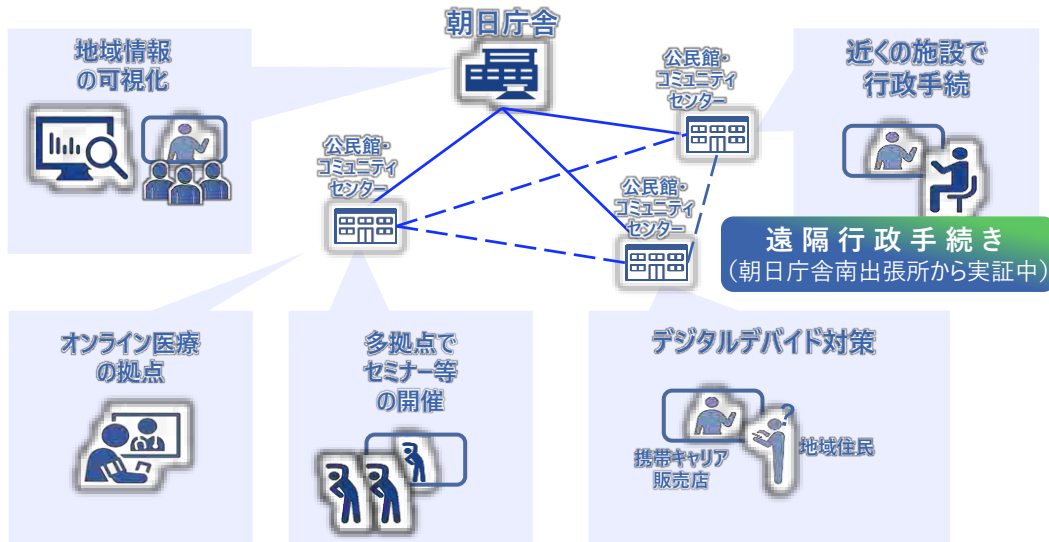 朝日庁舎
地域情報
の可視化
公民館・
コミュニティ
センター
近くの施設で
行政手続
公民館・
コミュニティ
センター
公民館・
コミュニティ
センター
遠隔行政手続き
(朝日庁舎南出張所から実証中)
オンライン医療
の拠点
多拠点で
セミナー等
の開催
デジタルデバイド対策
?
携帯キャリア
販売店
地域住民